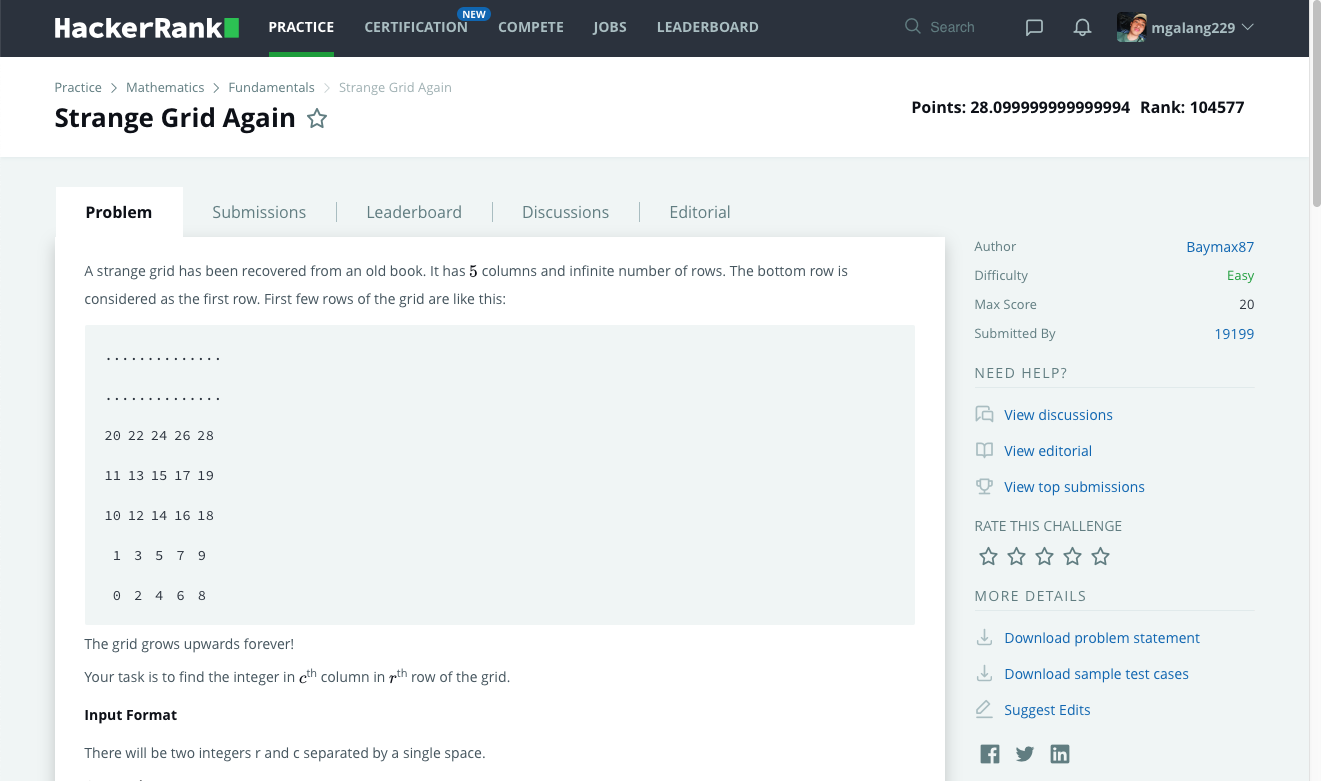 HackerRank
PRACTICE
CERTIFICATION
NEW
COMPETE
JOBS
LEADERBOARD
Search
mgalang229
Practice > Mathematics > Fundamentals > Strange Grid Again
Strange Grid Again
Points: 28.099999999999994 Rank: 104577
Problem
Submissions
Leaderboard
Discussions
Editorial
A strange grid has been recovered from an old book. It has 5 columns and infinite number of rows. The bottom row is
considered as the first row. First few rows of the grid are like this:
..............
..............
20 22 24 26 28
11 13 15 17 19
10 12 14 16 18
1 3 5 7 9
0 2 4 6 8
The grid grows upwards forever!
Your task is to find the integer in cth column in rth row of the grid.
Input Format
There will be two integers r and c separated by a single space.
Author Baymax87
Difficulty Easy
Max Score 20
Submitted By 19199
NEED HELP?
View discussions
View editorial
View top submissions
RATE THIS CHALLENGE
MORE DETAILS
Download problem statement
Download sample test cases
Suggest Edits